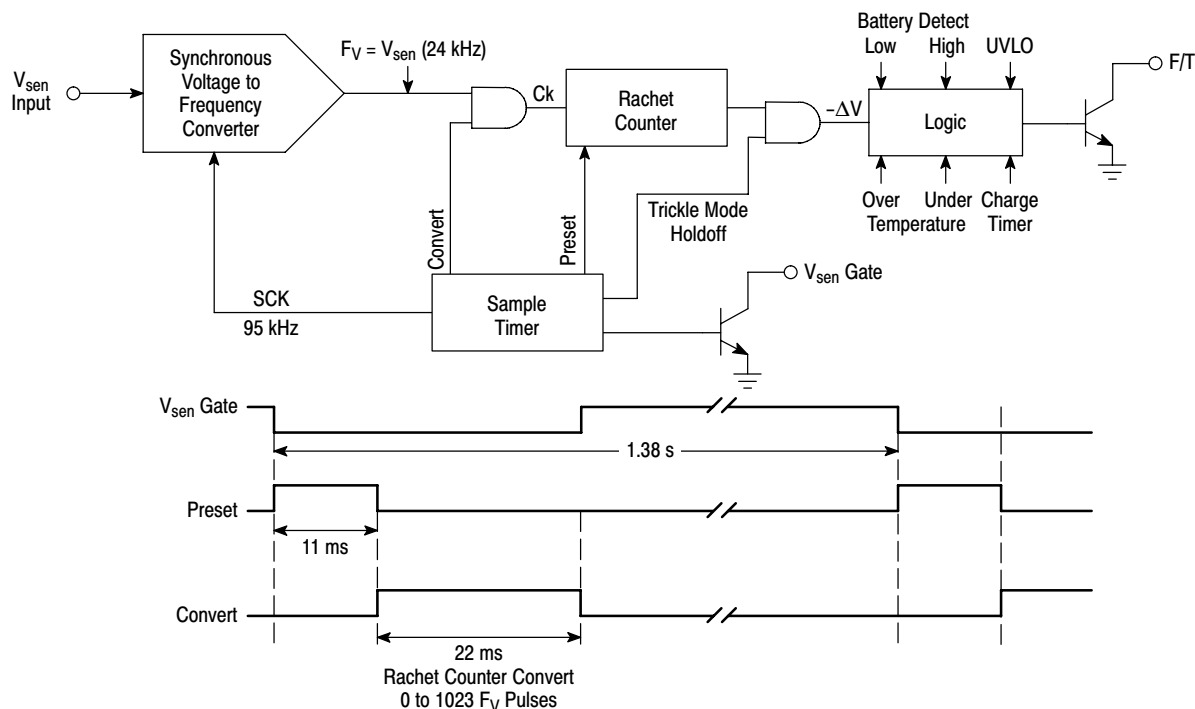 Synchronous
Voltage to
Frequency
Converter
V_sen
Input
F_V = V_sen (24 kHz)
Ck
Rachet
Counter
−ΔV
Battery Detect
Low High UVLO
Logic
F/T
Over Under Charge
Temperature Timer
Convert
Preset
Trickle Mode
Holdoff
SCK
95 kHz
Sample
Timer
V_sen Gate
V_sen Gate
1.38 s
Preset
11 ms
Convert
22 ms
Rachet Counter Convert
0 to 1023 F_V Pulses